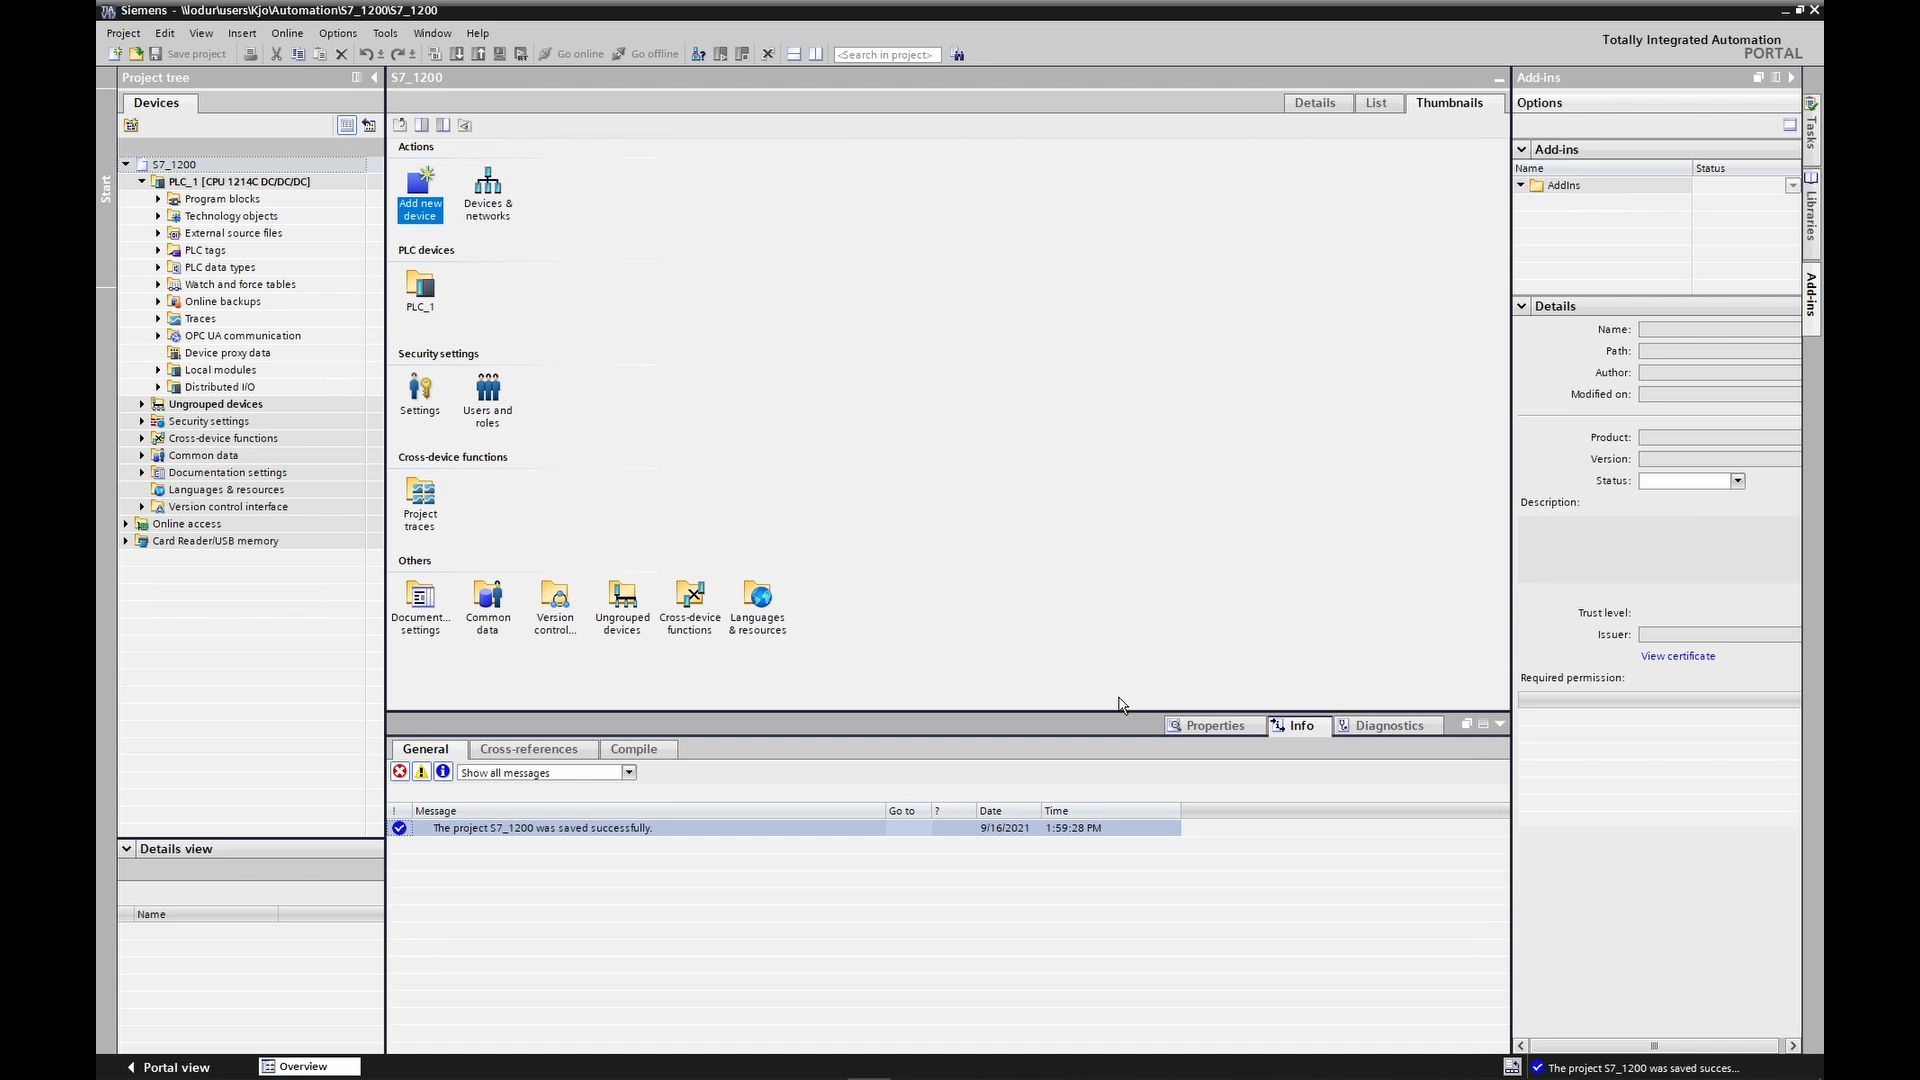 Siemens - \\lodur\users\Kjo\Automation\S7_1200\S7_1200
Project Edit View Insert Online Options Tools Window Help
Totally Integrated Automation
PORTAL
Save project Go online Go offline <Search in project>
Project tree
Devices
Start
S7_1200
PLC_1 [CPU 1214C DC/DC/DC]
Program blocks
Technology objects
External source files
PLC tags
PLC data types
Watch and force tables
Online backups
Traces
OPC UA communication
Device proxy data
Local modules
Distributed I/O
Ungrouped devices
Security settings
Cross-device functions
Common data
Documentation settings
Languages & resources
Version control interface
Online access
Card Reader/USB memory
Details view
Name
S7_1200
Details List Thumbnails
Actions
Add new device
Devices & networks
PLC devices
PLC_1
Security settings
Settings
Users and roles
Cross-device functions
Project traces
Others
Document... settings
Common data
Version control...
Ungrouped devices
Cross-device functions
Languages & resources
Properties Info Diagnostics
General Cross-references Compile
Show all messages
! Message Go to ? Date Time
The project S7_1200 was saved successfully. 9/16/2021 1:59:28 PM
Add-ins
Options
Add-ins
Name Status
AddIns
Details
Name:
Path:
Author:
Modified on:
Product:
Version:
Status:
Description:
Trust level:
Issuer:
View certificate
Required permission:
Tasks
Libraries
Add-ins
Portal view Overview
The project S7_1200 was saved succes...